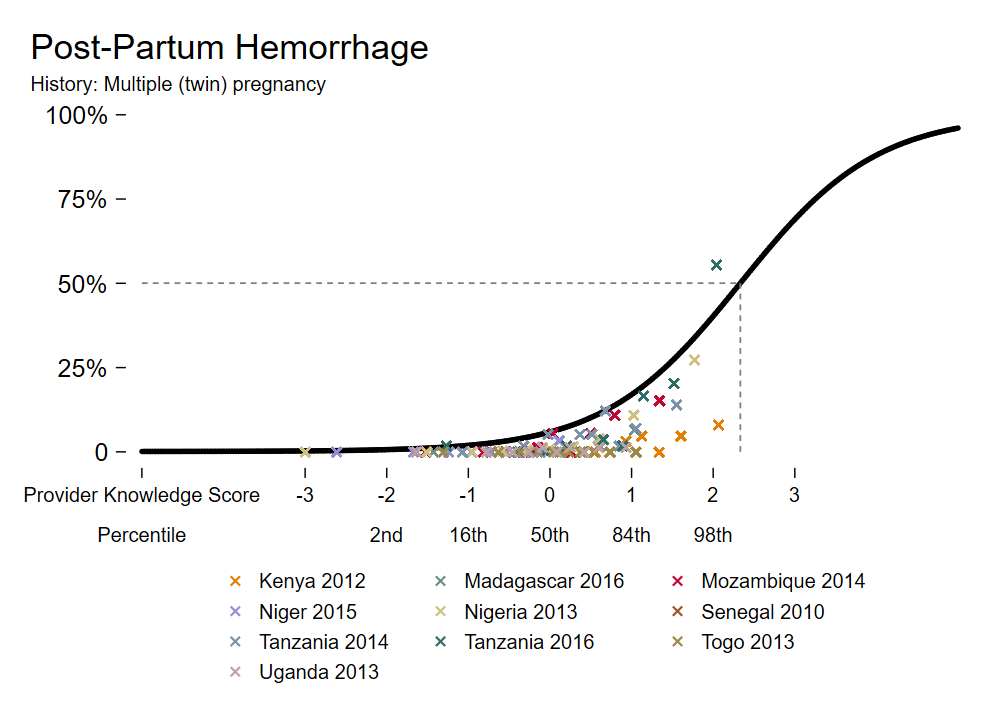 Post-Partum Hemorrhage
History: Multiple (twin) pregnancy
100%
75%
50%
25%
0
Provider Knowledge Score -3 -2 -1 0 1 2 3
Percentile 2nd 16th 50th 84th 98th
Kenya 2012 Madagascar 2016 Mozambique 2014
Niger 2015 Nigeria 2013 Senegal 2010
Tanzania 2014 Tanzania 2016 Togo 2013
Uganda 2013